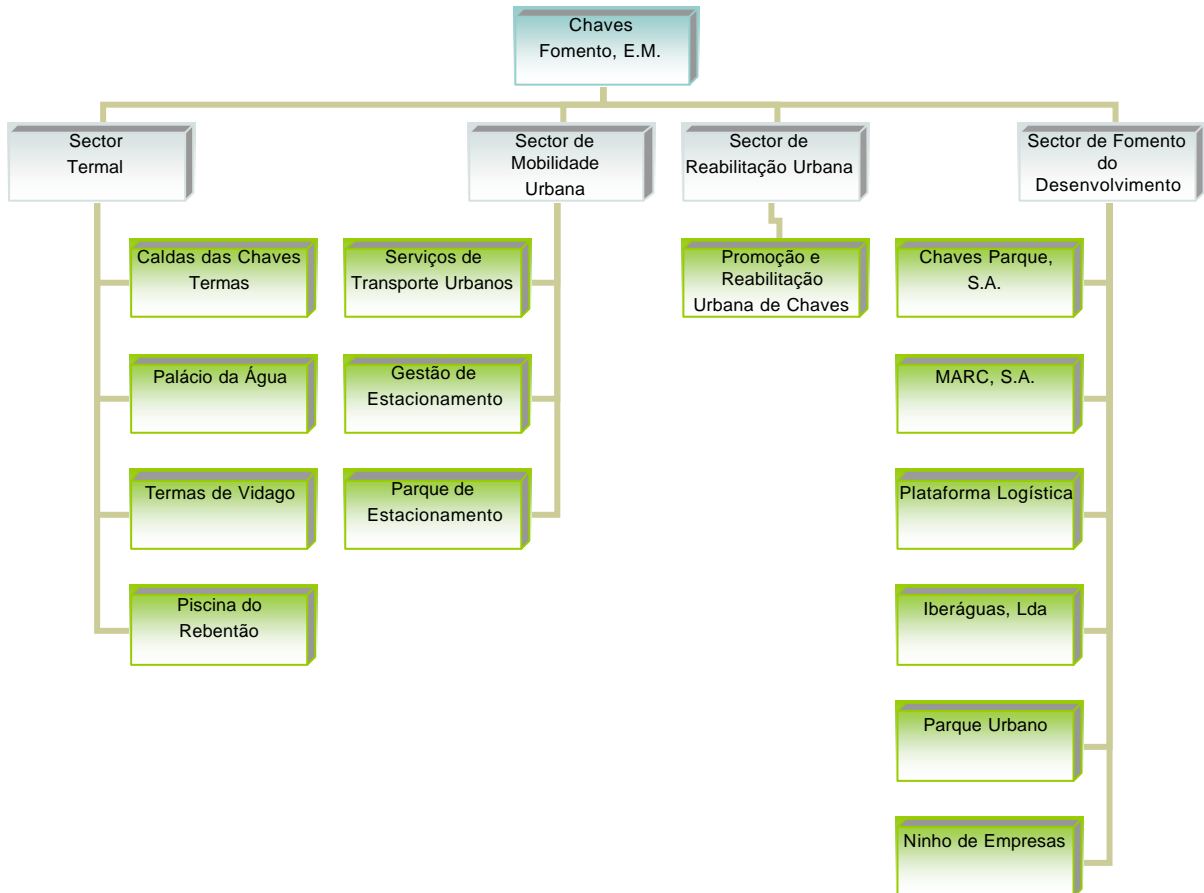 Chaves
Fomento, E.M.
Sector
Termal
Sector de
Mobilidade
Urbana
Sector de
Reabilitação Urbana
Sector de Fomento
do
Desenvolvimento
Caldas das Chaves
Termas
Palácio da Água
Termas de Vidago
Piscina do
Rebentão
Serviços de
Transporte Urbanos
Gestão de
Estacionamento
Parque de
Estacionamento
Promoção e
Reabilitação
Urbana de Chaves
Chaves Parque,
S.A.
MARC, S.A.
Plataforma Logística
Iberáguas, Lda
Parque Urbano
Ninho de Empresas